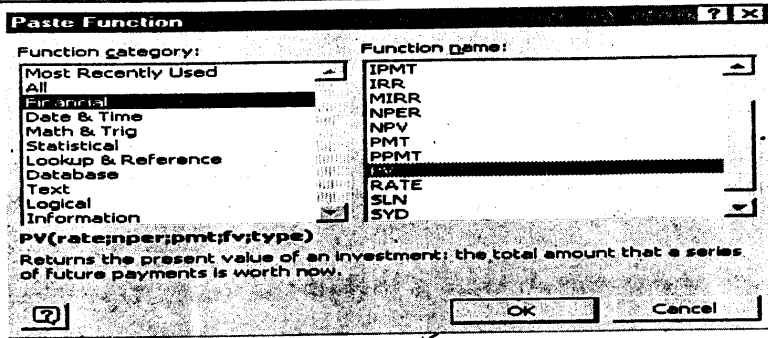 Paste Function
Function category:
Most Recently Used
All
Financial
Date & Time
Math & Trig
Statistical
Lookup & Reference
Database
Text
Logical
Information
Function name:
IPMT
IRR
MIRR
NPER
NPV
PMT
PPMT
PV
RATE
SLN
SYD
PV(rate;nper;pmt;fv;type)
Returns the present value of an investment: the total amount that a series
of future payments is worth now.
OK
Cancel